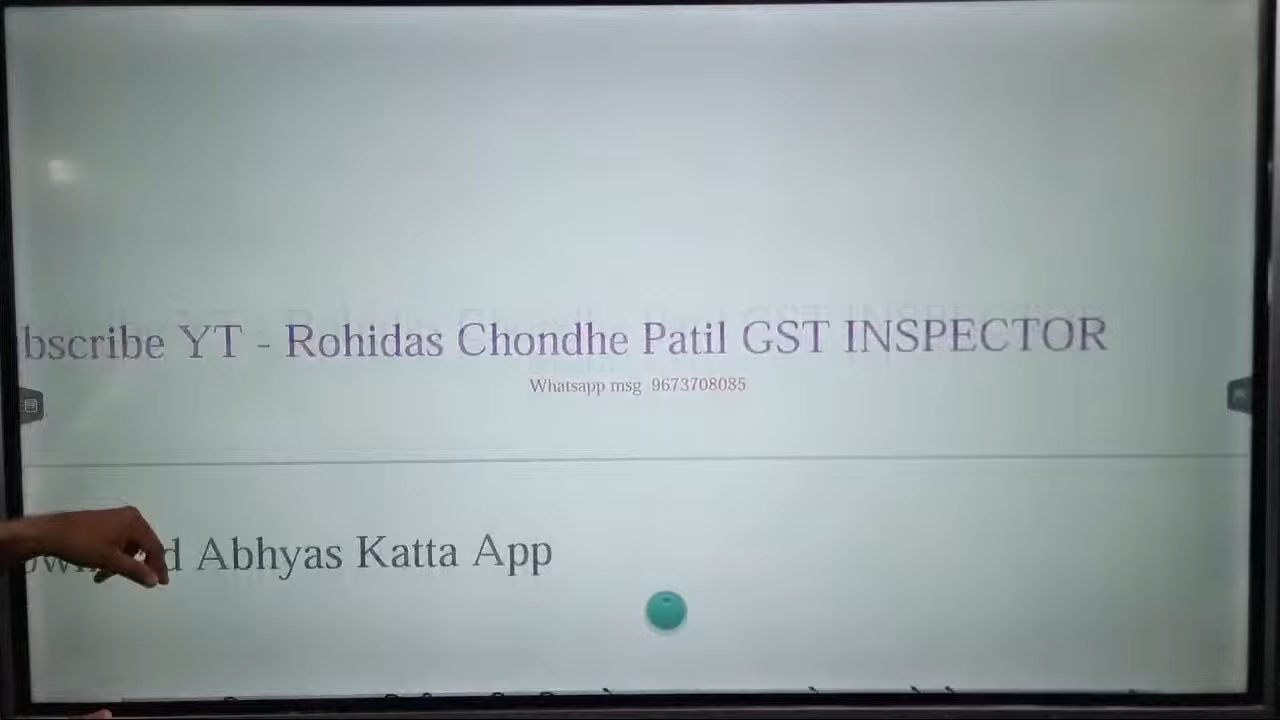 bscribe YT - Rohidas Chondhe Patil GST INSPECTOR
Whatsapp msg 9673708085
Abhyas Katta App